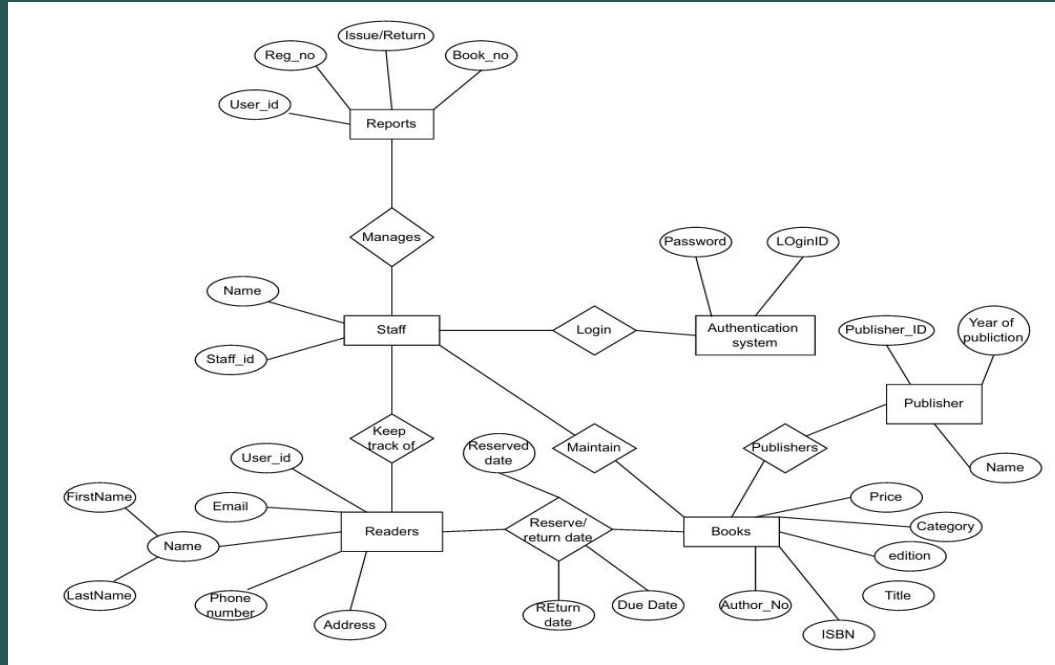 Issue/Return
Reg_no
Book_no
User_id
Reports
Manages
Password
LOginID
Name
Staff
Login
Authentication
system
Publisher_ID
Year of
publiction
Staff_id
Publisher
Keep
track of
Reserved
date
Maintain
Publishers
User_id
Name
FirstName
Email
Price
Category
Readers
Reserve/
return date
Books
Name
edition
LastName
Phone
number
Address
REturn
date
Due Date
Author_No
Title
ISBN